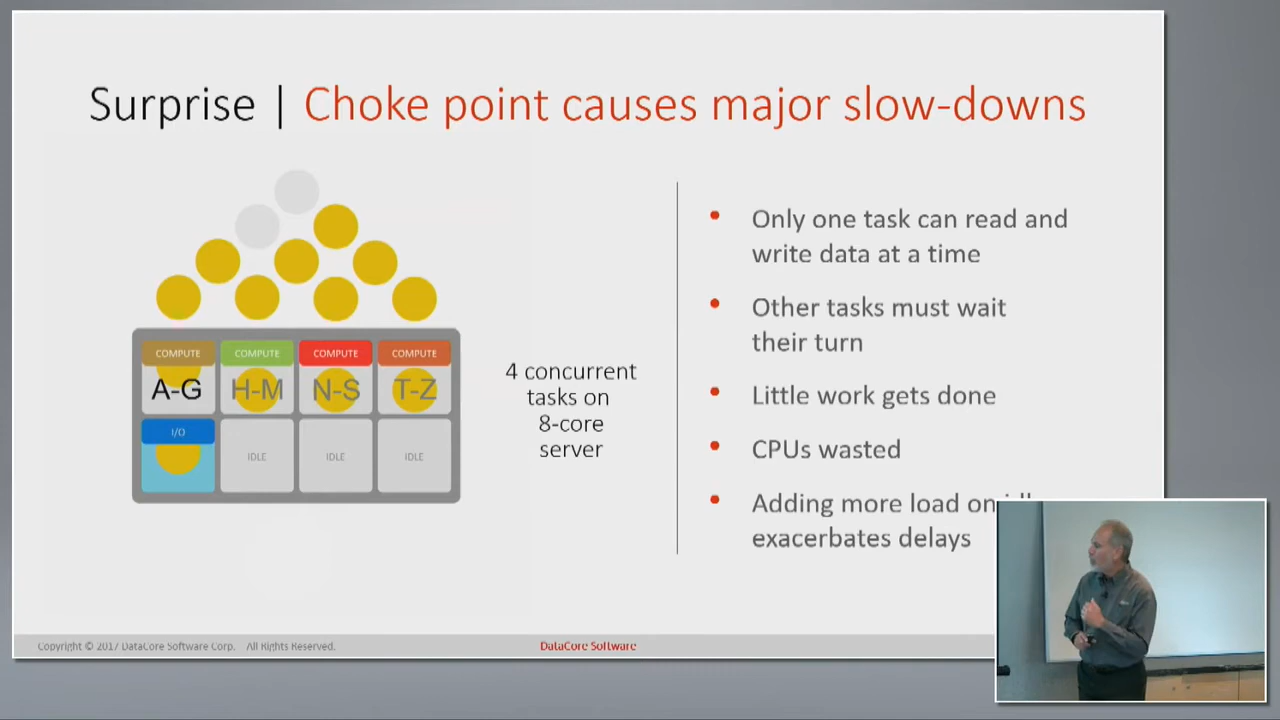 Surprise | Choke point causes major slow-downs
COMPUTE
COMPUTE
COMPUTE
COMPUTE
A-G
H-M
N-S
T-Z
I/O
IDLE
IDLE
IDLE
4 concurrent
tasks on
8-core
server
Only one task can read and
write data at a time
Other tasks must wait
their turn
Little work gets done
CPUs wasted
Adding more load on
exacerbates delays
Copyright © 2017 DataCore Software Corp. All Rights Reserved.
DataCore Software